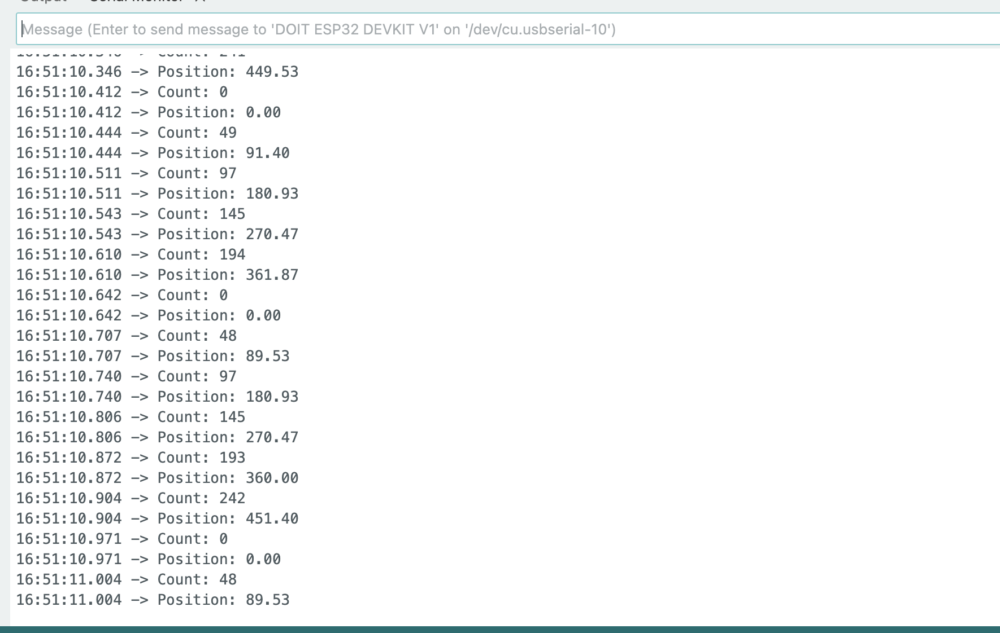 Output Serial Monitor X
Message (Enter to send message to 'DOIT ESP32 DEVKIT V1' on '/dev/cu.usbserial-10')
16:51:10.346 -> Count: 241
16:51:10.346 -> Position: 449.53
16:51:10.412 -> Count: 0
16:51:10.412 -> Position: 0.00
16:51:10.444 -> Count: 49
16:51:10.444 -> Position: 91.40
16:51:10.511 -> Count: 97
16:51:10.511 -> Position: 180.93
16:51:10.543 -> Count: 145
16:51:10.543 -> Position: 270.47
16:51:10.610 -> Count: 194
16:51:10.610 -> Position: 361.87
16:51:10.642 -> Count: 0
16:51:10.642 -> Position: 0.00
16:51:10.707 -> Count: 48
16:51:10.707 -> Position: 89.53
16:51:10.740 -> Count: 97
16:51:10.740 -> Position: 180.93
16:51:10.806 -> Count: 145
16:51:10.806 -> Position: 270.47
16:51:10.872 -> Count: 193
16:51:10.872 -> Position: 360.00
16:51:10.904 -> Count: 242
16:51:10.904 -> Position: 451.40
16:51:10.971 -> Count: 0
16:51:10.971 -> Position: 0.00
16:51:11.004 -> Count: 48
16:51:11.004 -> Position: 89.53